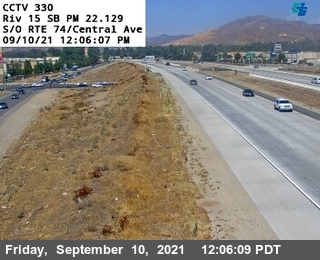 CCTV 330
Riv 15 SB PM 22.129
S/O RTE 74/Central Ave
09/10/21 12:06:07 PM
Friday, September 10, 2021 12:06:09 PDT